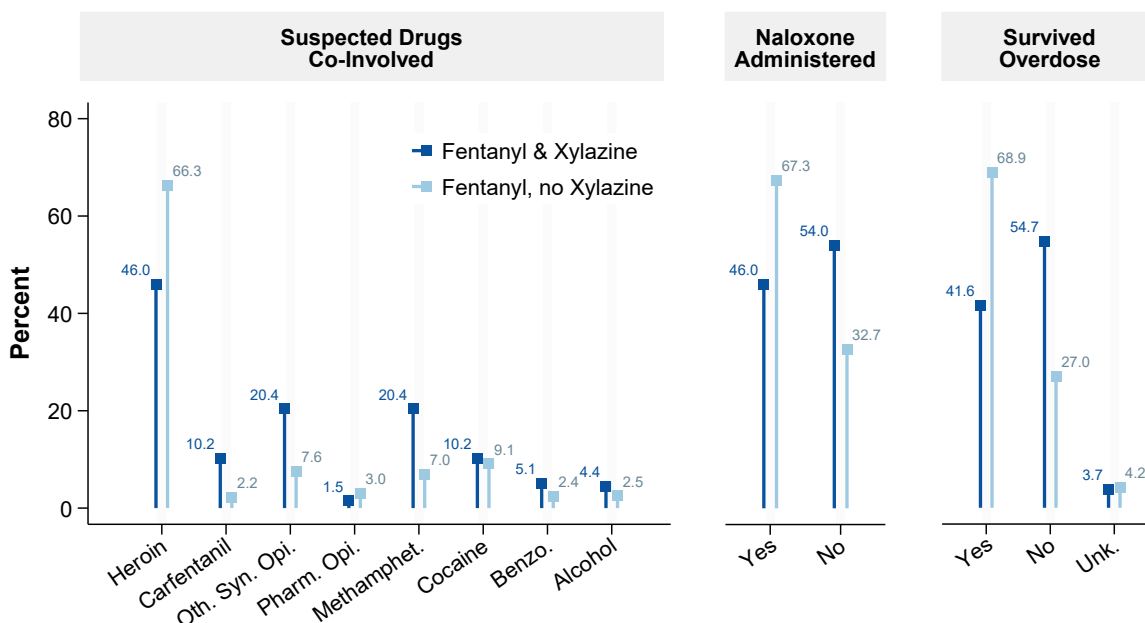 Suspected Drugs
Co-Involved
Naloxone
Administered
Survived
Overdose
Percent
80
60
40
20
0
Fentanyl & Xylazine
Fentanyl, no Xylazine
46.0
66.3
10.2
2.2
20.4
7.6
1.5
3.0
20.4
7.0
10.2
9.1
5.1
2.4
4.4
2.5
46.0
67.3
54.0
32.7
41.6
68.9
54.7
27.0
3.7
4.2
Heroin
Carfentanil
Oth. Syn. Opi.
Pharm. Opi.
Methamphet.
Cocaine
Benzo.
Alcohol
Yes
No
Yes
No
Unk.